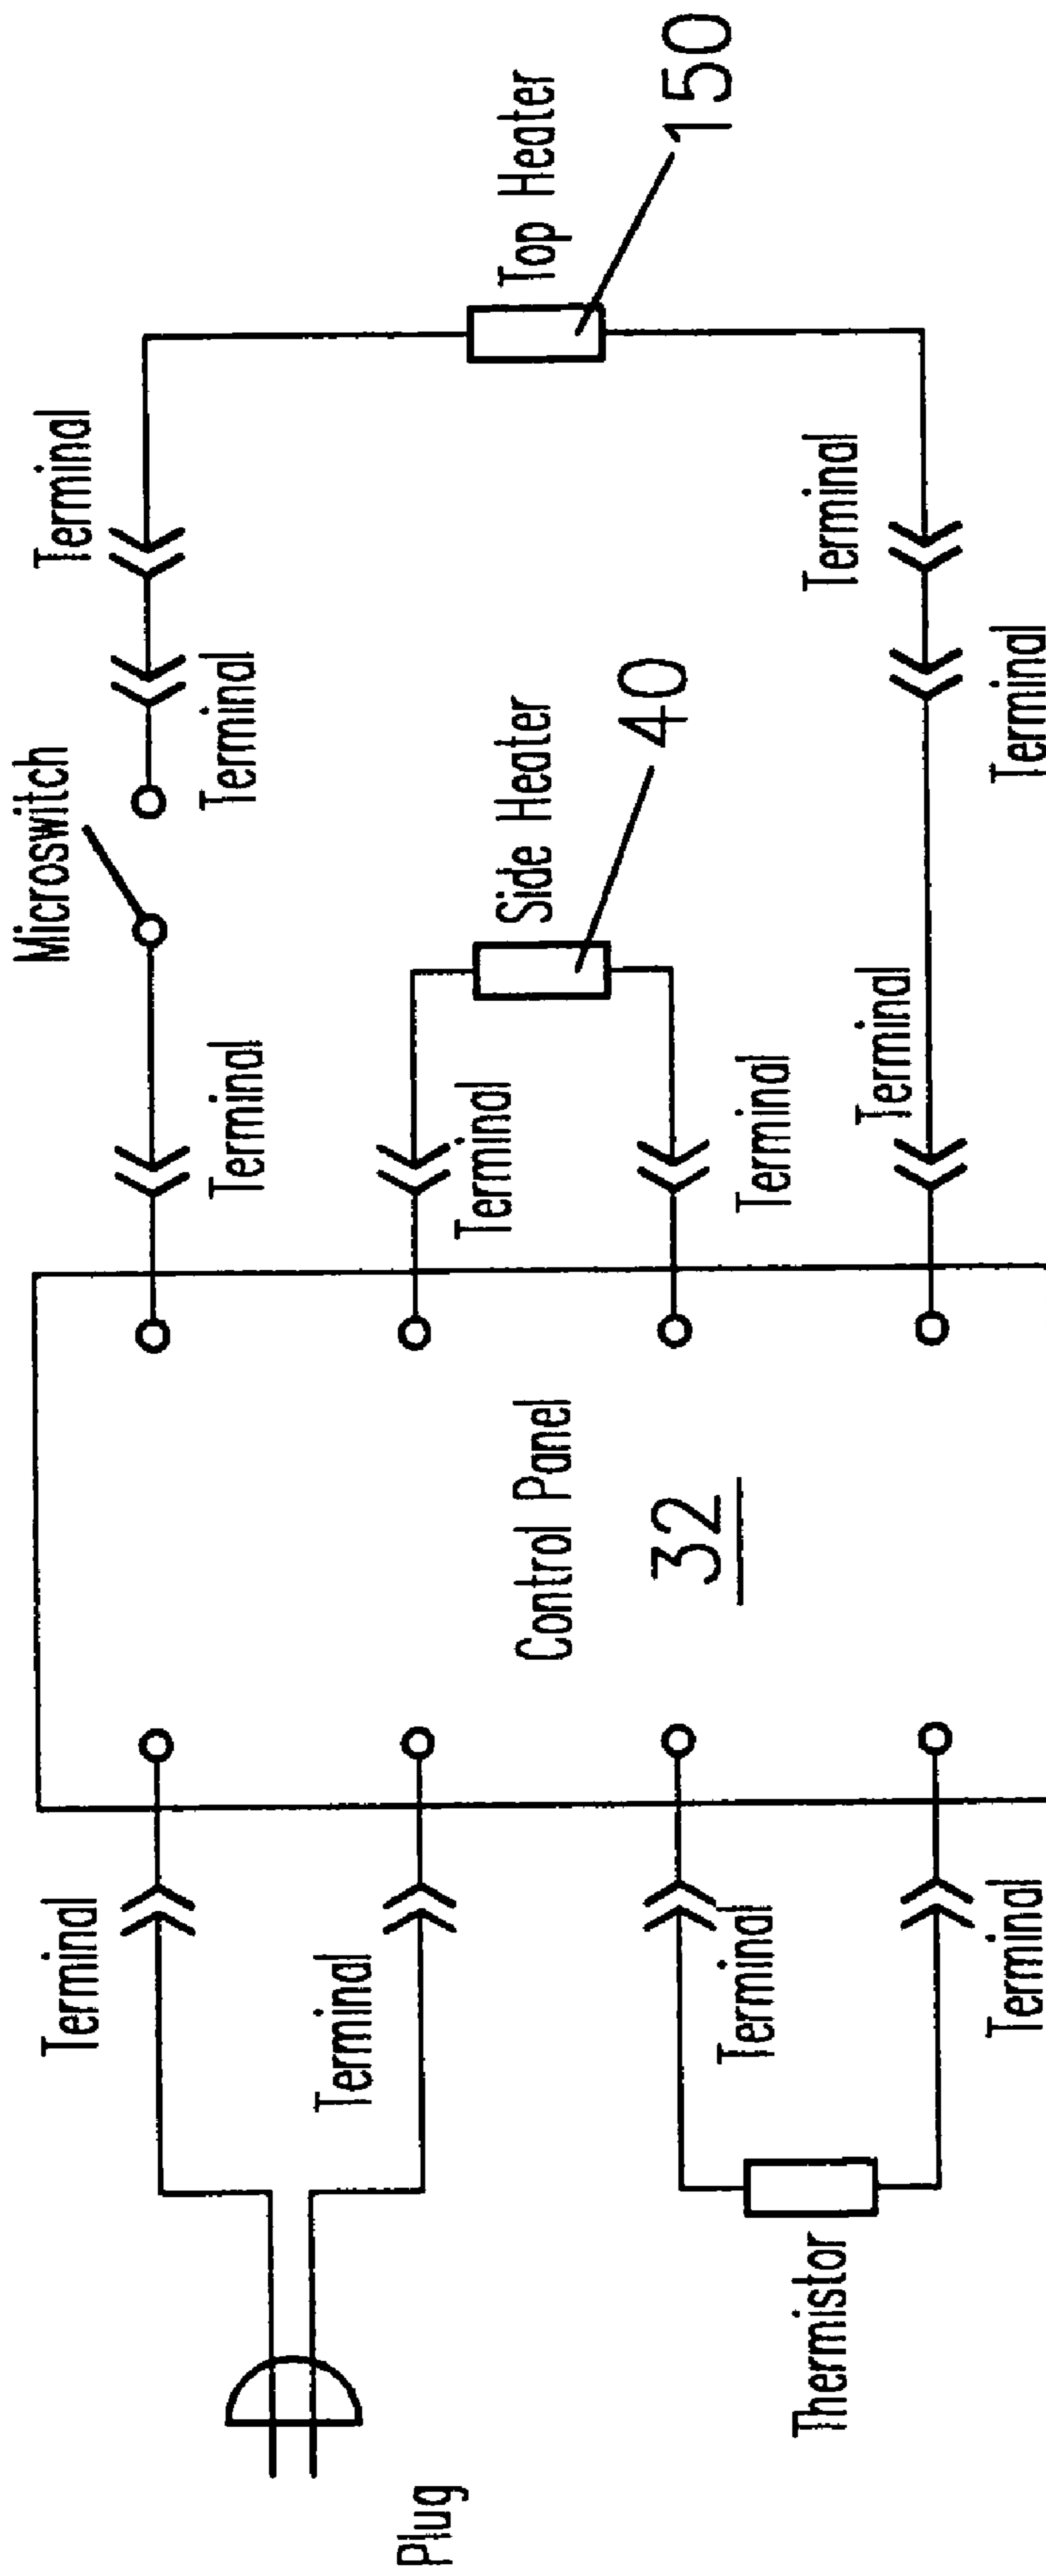 Plug
Terminal
Terminal
Thermistor
Terminal
Terminal
Control Panel
32
Microswitch
Terminal
Terminal
Terminal
Terminal
Side Heater
40
Terminal
Top Heater
150
Terminal
Terminal
Terminal